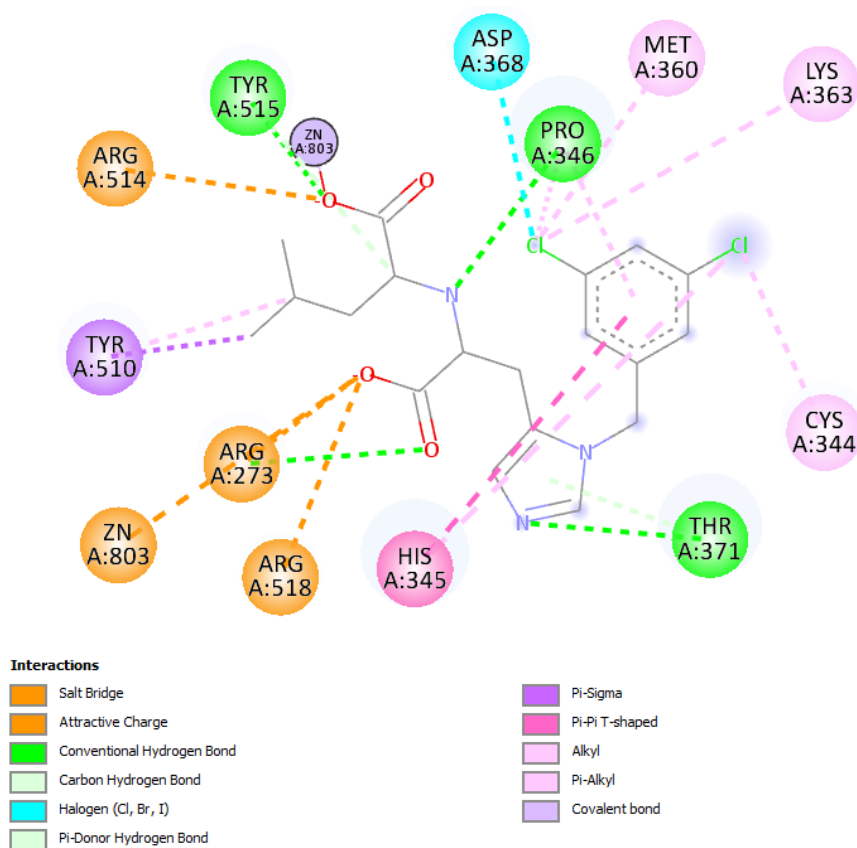 ASP
A:368
MET
A:360
LYS
A:363
TYR
A:515
ZN
A:803
PRO
A:346
ARG
A:514
O
O
Cl
Cl
N
TYR
A:510
O
O
CYS
A:344
ARG
A:273
N
N
ZN
A:803
ARG
A:518
HIS
A:345
THR
A:371
Interactions
Salt Bridge
Attractive Charge
Conventional Hydrogen Bond
Carbon Hydrogen Bond
Halogen (Cl, Br, I)
Pi-Donor Hydrogen Bond
Pi-Sigma
Pi-Pi T-shaped
Alkyl
Pi-Alkyl
Covalent bond